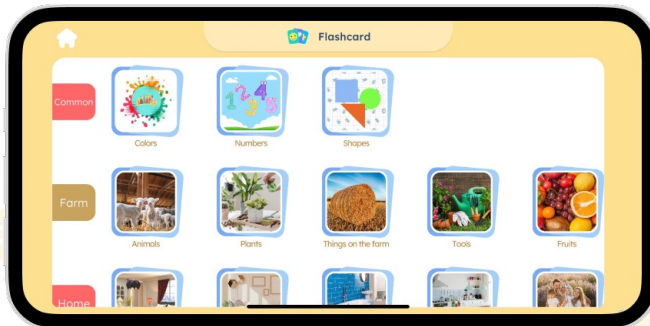 Flashcard
Common
Colors
Numbers
Shapes
Farm
Animals
Plants
Things on the farm
Tools
Fruits
Home